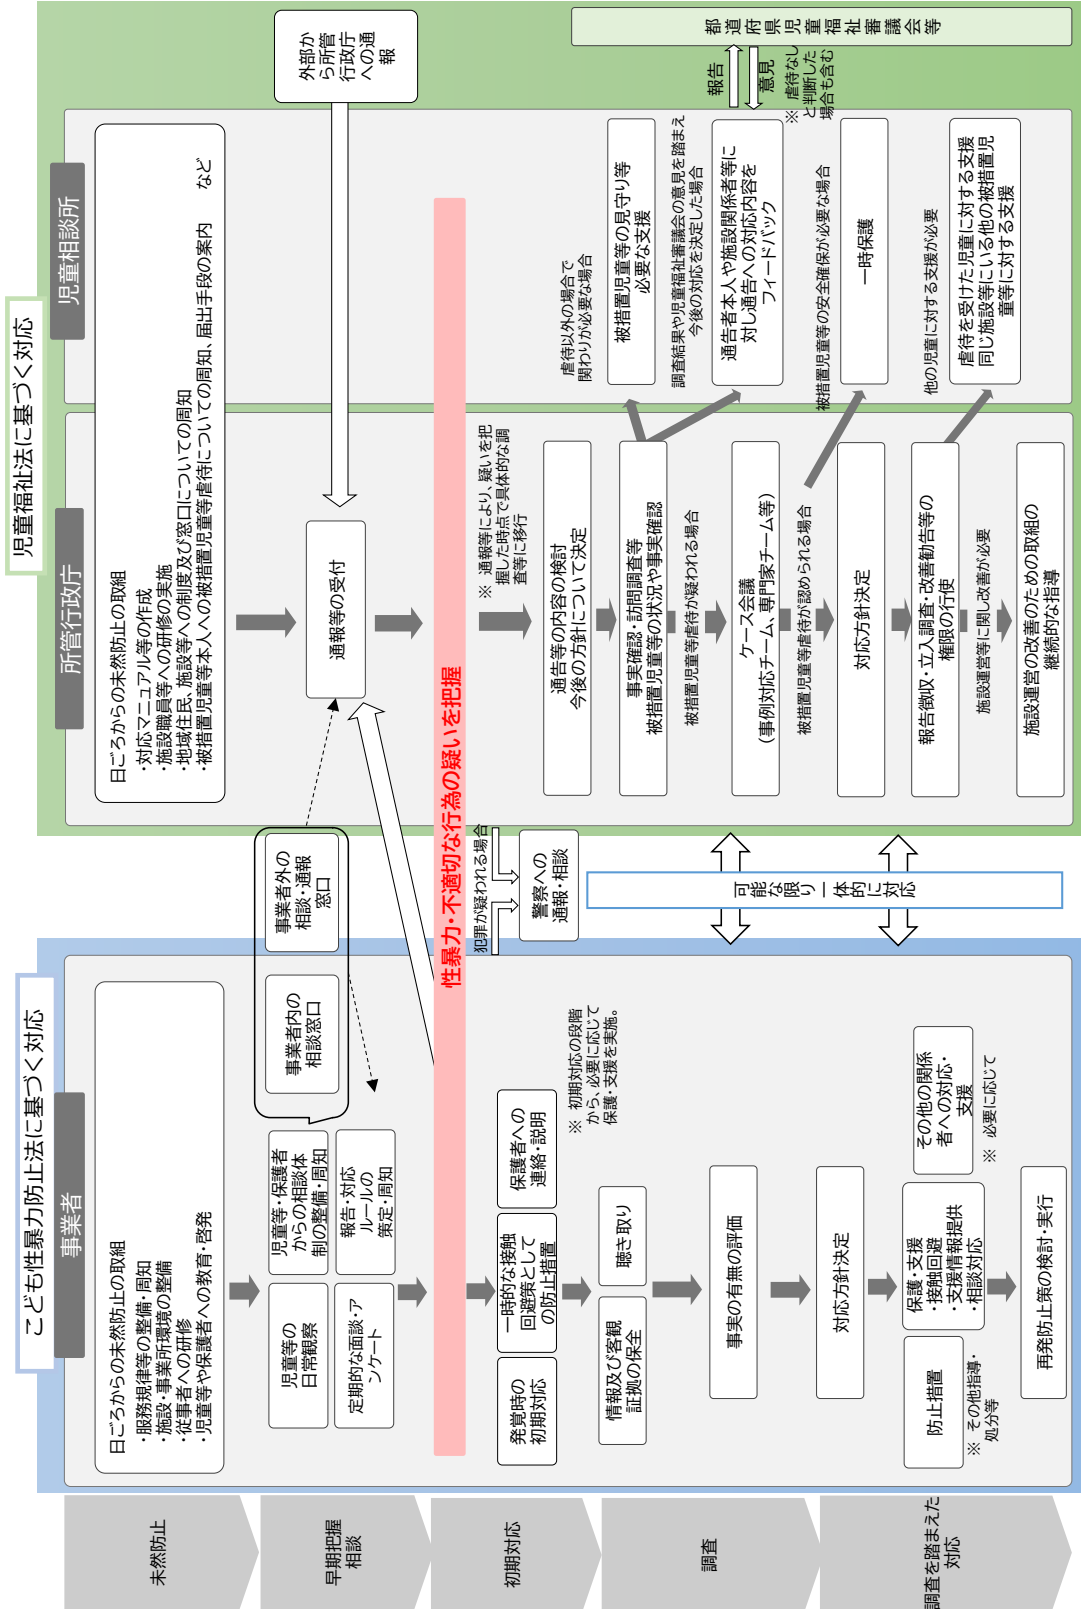 こども性暴力防止法に基づく対応
児童福祉法に基づく対応
事業者
所管行政庁
児童相談所
未然防止
早期把握
相談
初期対応
調査
調査を踏まえた
対応
日ごろからの未然防止の取組
・服務規律等の整備・周知
・施設・事業所環境の整備
・従事者への研修
・児童等や保護者への教育・啓発
児童等の
日常観察
児童等・保護者
からの相談体
制の整備・周知
定期的な面談・ア
ンケート
報告・対応
ルールの
策定・周知
事業者内の
相談窓口
事業者外の
相談・通報
窓口
性暴力・不適切な行為の疑いを把握
発覚時の
初期対応
一時的な接触
回避策として
の防止措置
保護者への
連絡・説明
※ 初期対応の段階
から、必要に応じて
保護・支援を実施。
情報及び客観
証拠の保全
聴き取り
事実の有無の評価
対応方針決定
防止措置
※ その他指導・
処分等
保護・支援
・接触回避
・支援情報提供
・相談対応
その他の関係
者への対応・
支援
※ 必要に応じて
再発防止策の検討・実行
犯罪が疑われる場合
警察への
通報・相談
可能な限り一体的に対応
日ごろからの未然防止の取組
・対応マニュアル等の作成
・施設職員等への研修の実施
・地域住民、施設等への制度及び窓口についての周知
・被措置児童等本人への被措置児童等虐待についての周知、届出手段の案内 など
外部か
ら所管
行政庁
への通
報
通報等の受付
※ 通報等により、疑いを把
握した時点で具体的な調
査等に移行
通告等の内容の検討
今後の方針について決定
事実確認・訪問調査等
被措置児童等の状況や事実確認
被措置児童等虐待が疑われる場合
ケース会議
（事例対応チーム、専門家チーム等）
被措置児童等虐待が認められる場合
対応方針決定
報告徴収・立入調査・改善勧告等の
権限の行使
施設運営等に関し改善が必要
施設運営の改善のための取組の
継続的な指導
虐待以外の場合で
関わりが必要な場合
被措置児童等の見守り等
必要な支援
調査結果や児童福祉審議会の意見を踏まえ
今後の対応を決定した場合
通告者本人や施設関係者等に
対し通告への対応内容を
フィードバック
被措置児童等の安全確保が必要な場合
一時保護
他の児童に対する支援が必要
虐待を受けた児童に対する支援
同じ施設等にいる他の被措置児
童等に対する支援
都道府県児童福祉審議会等
報告
意見
※ 虐待なし
と判断した
場合も含む